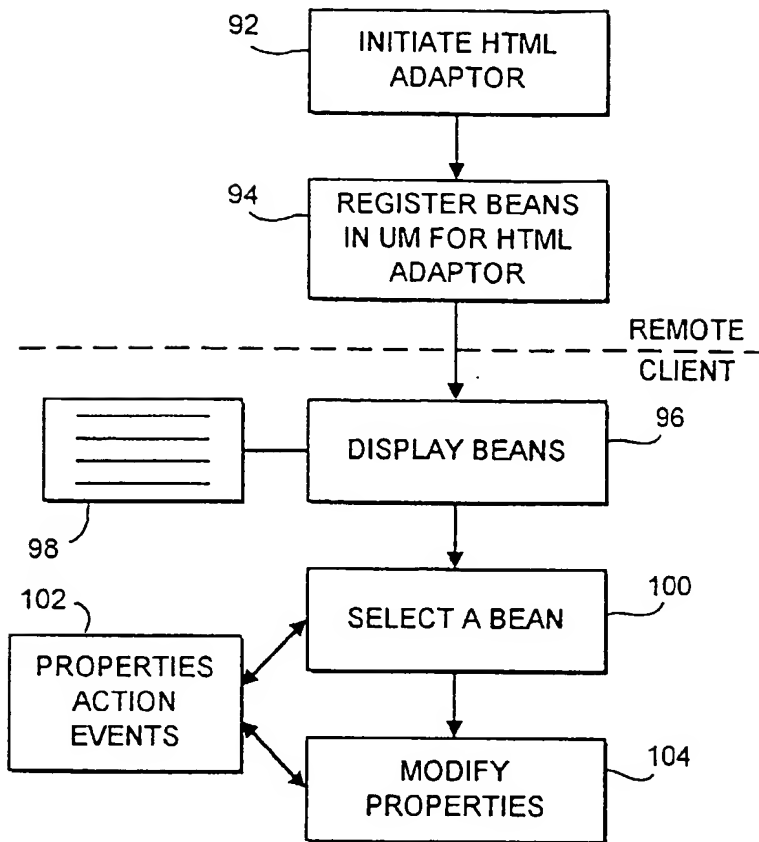 92
INITIATE HTML
ADAPTOR
94
REGISTER BEANS
IN UM FOR HTML
ADAPTOR
REMOTE
CLIENT
96
DISPLAY BEANS
98
100
SELECT A BEAN
102
PROPERTIES
ACTION
EVENTS
104
MODIFY
PROPERTIES